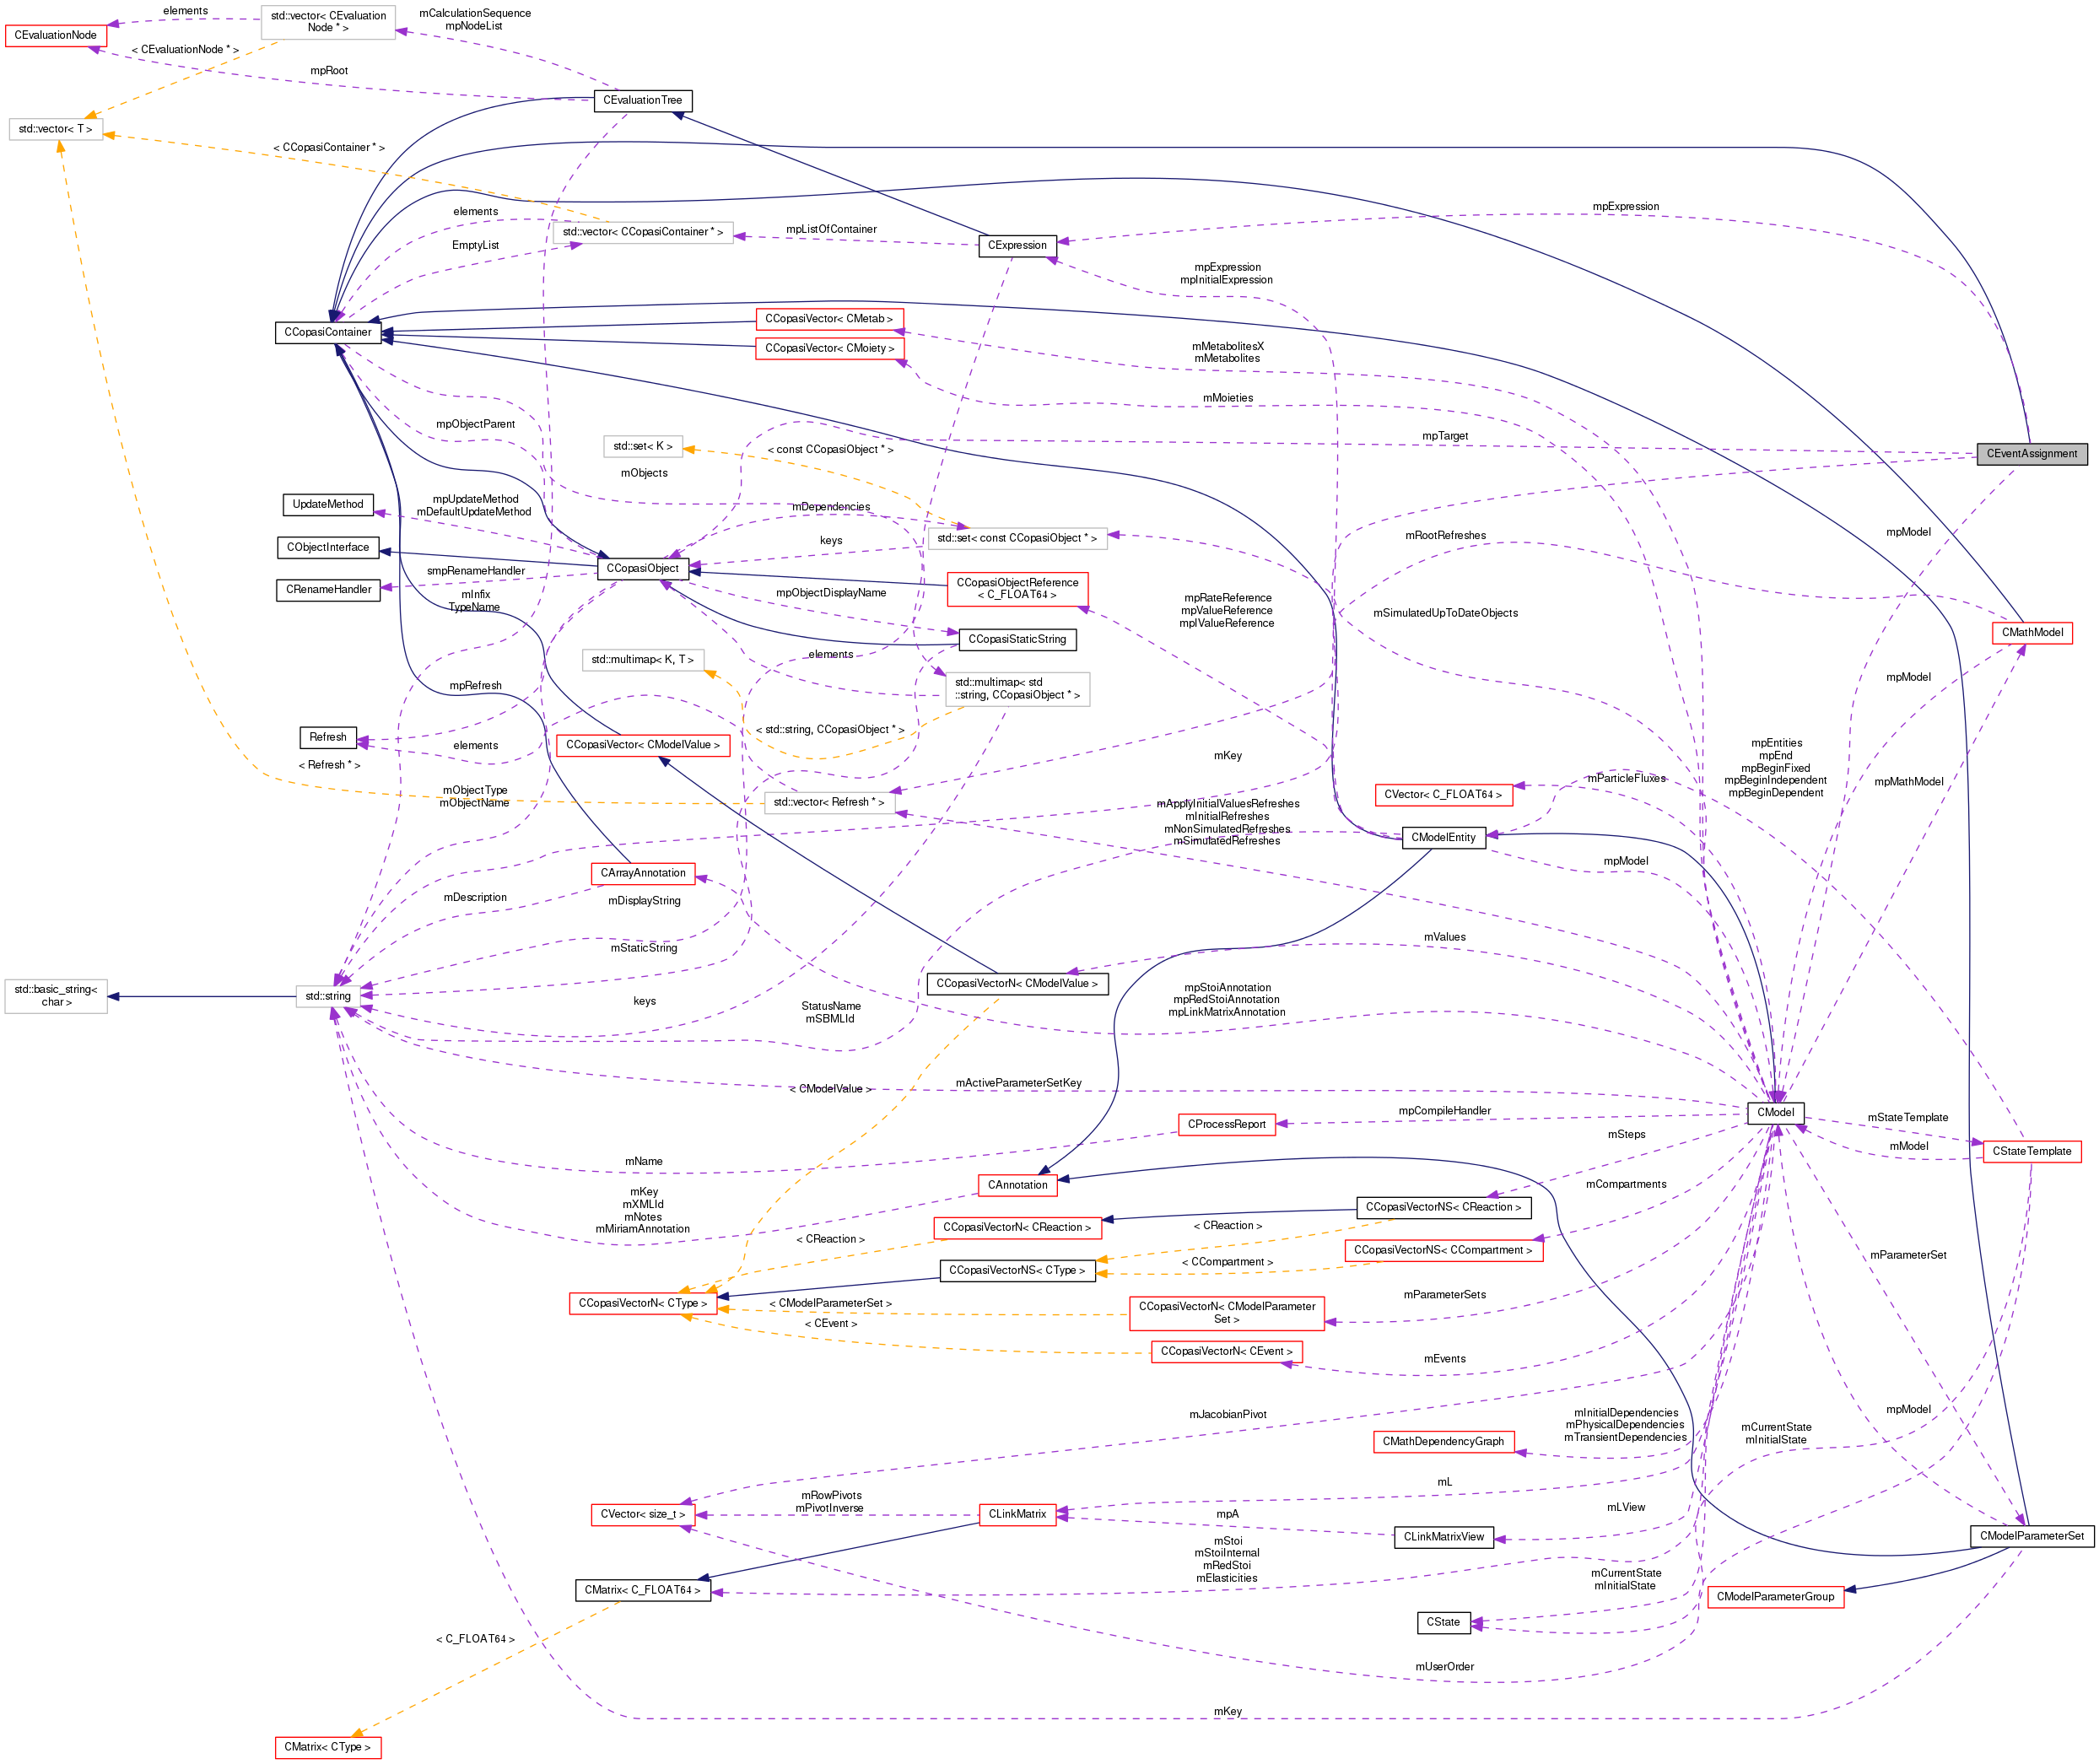 elements
std::vector< CEvaluation
Node * >
mCalculationSequence
mpNodeList
CEvaluationNode
< CEvaluationNode * >
mpRoot
CEvaluationTree
std::vector< T >
< CCopasiContainer * >
elements
std::vector< CCopasiContainer * >
mpListOfContainer
CExpression
mpExpression
EmptyList
mpExpression
mpInitialExpression
CCopasiContainer
CCopasiVector< CMetab >
CCopasiVector< CMoiety >
mMetabolitesX
mMetabolites
mMoieties
mpObjectParent
std::set< K >
< const CCopasiObject * >
mpTarget
CEventAssignment
mObjects
UpdateMethod
mpUpdateMethod
mDefaultUpdateMethod
mDependencies
CObjectInterface
keys
std::set< const CCopasiObject * >
mRootRefreshes
mpModel
CCopasiObject
smpRenameHandler
CRenameHandler
CCopasiObjectReference
< C_FLOAT64 >
mpObjectDisplayName
mInfix
TypeName
mpRateReference
mpValueReference
mpIValueReference
mSimulatedUpToDateObjects
CMathModel
CCopasiStaticString
std::multimap< K, T >
elements
std::multimap< std
::string, CCopasiObject * >
mpModel
mpRefresh
Refresh
< std::string, CCopasiObject * >
elements
CCopasiVector< CModelValue >
mKey
< Refresh * >
mpEntities
mpEnd
mpBeginFixed
mpBeginIndependent
mpBeginDependent
mpMathModel
mParticleFluxes
CVector< C_FLOAT64 >
mObjectType
mObjectName
std::vector< Refresh * >
mApplyInitialValuesRefreshes
mInitialRefreshes
mNonSimulatedRefreshes
mSimulatedRefreshes
CModelEntity
mpModel
CArrayAnnotation
mDescription
mDisplayString
mStaticString
mValues
CCopasiVectorN< CModelValue >
std::basic_string<
char >
std::string
keys
StatusName
mSBMLId
mpStoiAnnotation
mpRedStoiAnnotation
mpLinkMatrixAnnotation
< CModelValue >
mActiveParameterSetKey
CModel
mpCompileHandler
CProcessReport
mStateTemplate
mSteps
mModel
CStateTemplate
mName
CAnnotation
mCompartments
mKey
mXMLId
mNotes
mMiriamAnnotation
CCopasiVectorNS< CReaction >
CCopasiVectorN< CReaction >
< CReaction >
< CReaction >
CCopasiVectorNS< CCompartment >
mParameterSet
< CCompartment >
CCopasiVectorNS< CType >
CCopasiVectorN< CType >
< CModelParameterSet >
mParameterSets
CCopasiVectorN< CModelParameter
Set >
< CEvent >
CCopasiVectorN< CEvent >
mEvents
mJacobianPivot
mInitialDependencies
mPhysicalDependencies
mTransientDependencies
CMathDependencyGraph
mpModel
mCurrentState
mInitialState
mL
mRowPivots
mPivotInverse
CVector< size_t >
CLinkMatrix
mpA
mLView
CLinkMatrixView
CModelParameterSet
mStoi
mStoiInternal
mRedStoi
mElasticities
CMatrix< C_FLOAT64 >
mCurrentState
mInitialState
CModelParameterGroup
CState
< C_FLOAT64 >
mUserOrder
mKey
CMatrix< CType >